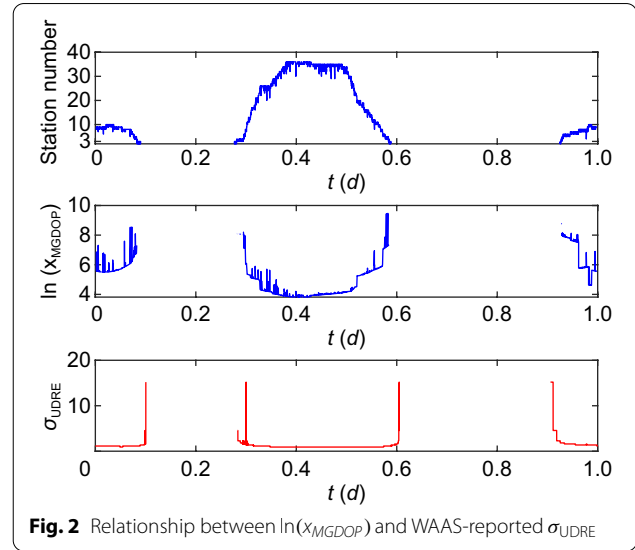 Station number
40
30
20
10
3
0 0.2 0.4 0.6 0.8 1.0
t (d)
ln (xMGDOP)
10
8
6
4
0 0.2 0.4 0.6 0.8 1.0
t (d)
σUDRE
20
10
0 0.2 0.4 0.6 0.8 1.0
t (d)
Fig. 2 Relationship between ln(xMGDOP) and WAAS-reported σUDRE